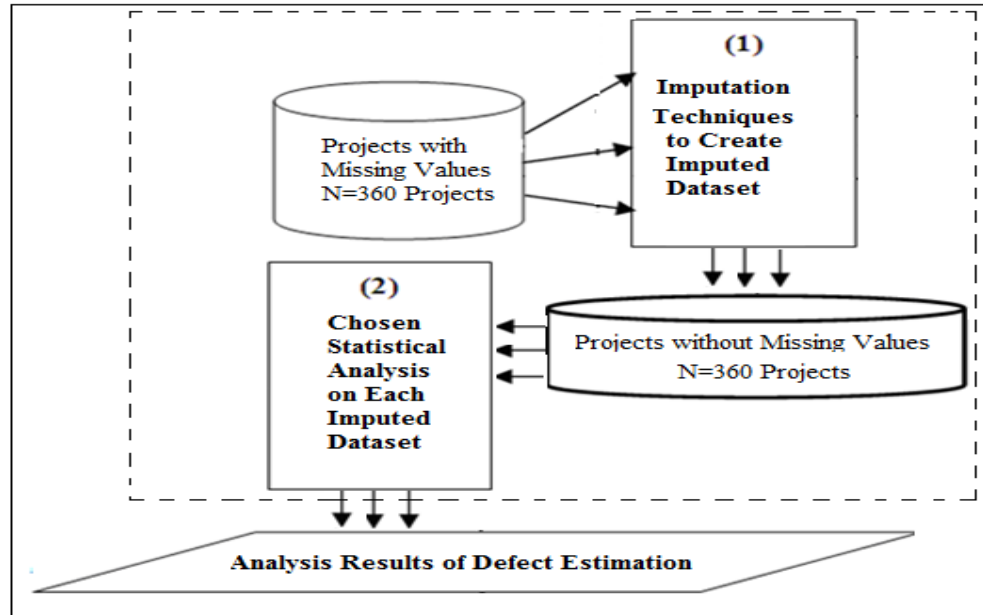 Projects with
Missing Values
N=360 Projects
(1)
Imputation
Techniques
to Create
Imputed
Dataset
Projects without Missing Values
N=360 Projects
(2)
Chosen
Statistical
Analysis
on Each
Imputed
Dataset
Analysis Results of Defect Estimation